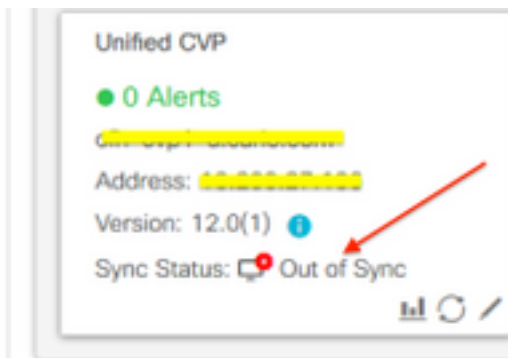 Unified CVP
0 Alerts
Address:
Version: 12.0(1)
Sync Status: Out of Sync